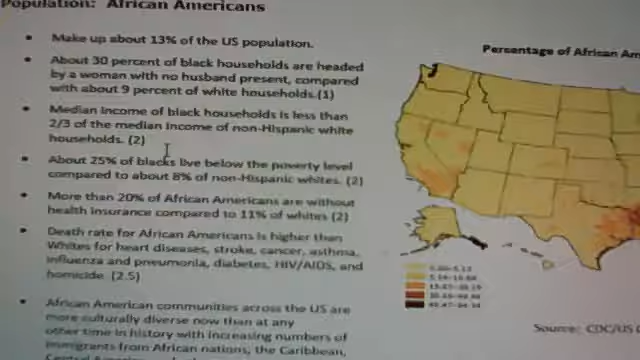 Population: African Americans
Make up about 13% of the US population.
About 30 percent of black households are headed
by a woman with no husband present, compared
with about 9 percent of white households.(1)
Median income of black households is less than
2/3 of the median income of non-Hispanic white
households. (2)
About 25% of blacks live below the poverty level
compared to about 8% of non-Hispanic whites. (2)
More than 20% of African Americans are without
health insurance compared to 11% of whites (2)
Death rate for African Americans is higher than
Whites for heart diseases, stroke, cancer, asthma,
influenza and pneumonia, diabetes, HIV/AIDS, and
homicide. (2.5)
African American communities across the US are
more culturally diverse now than at any
other time in history with increasing numbers of
immigrants from African nations, the Caribbean,
Central America
Percentage of African Am
Source: CDC/US